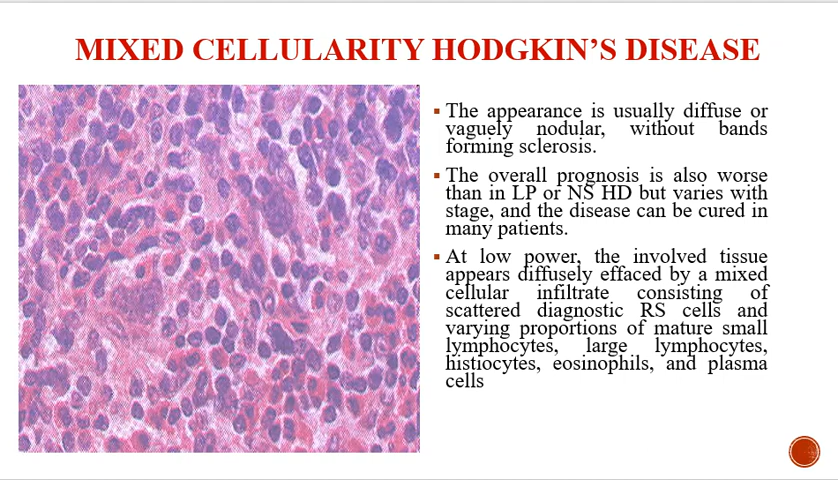 MIXED CELLULARITY HODGKIN’S DISEASE
▪ The appearance is usually diffuse or
vaguely nodular, without bands
forming sclerosis.
▪ The overall prognosis is also worse
than in LP or NS HD but varies with
stage, and the disease can be cured in
many patients.
▪ At low power, the involved tissue
appears diffusely effaced by a mixed
cellular infiltrate consisting of
scattered diagnostic RS cells and
varying proportions of mature small
lymphocytes, large lymphocytes,
histiocytes, eosinophils, and plasma
cells